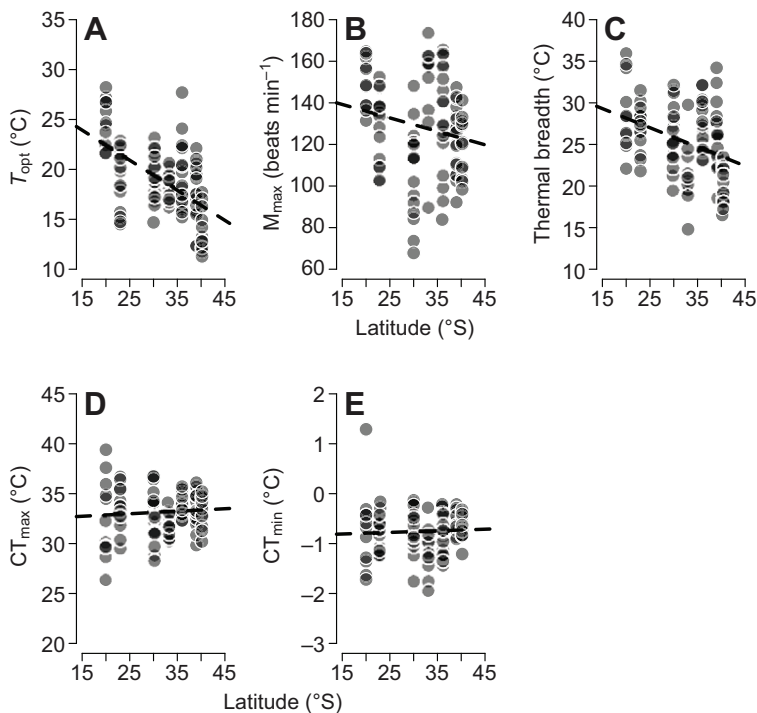 A
T_opt (°C)
35
30
25
20
15
10
15 25 35 45
B
M_max (beats min⁻¹)
180
160
140
120
100
80
60
15 25 35 45
Latitude (°S)
C
Thermal breadth (°C)
40
35
30
25
20
15
10
15 25 35 45
D
CT_max (°C)
45
40
35
30
25
20
15 25 35 45
E
CT_min (°C)
2
1
0
–1
–2
–3
15 25 35 45
Latitude (°S)